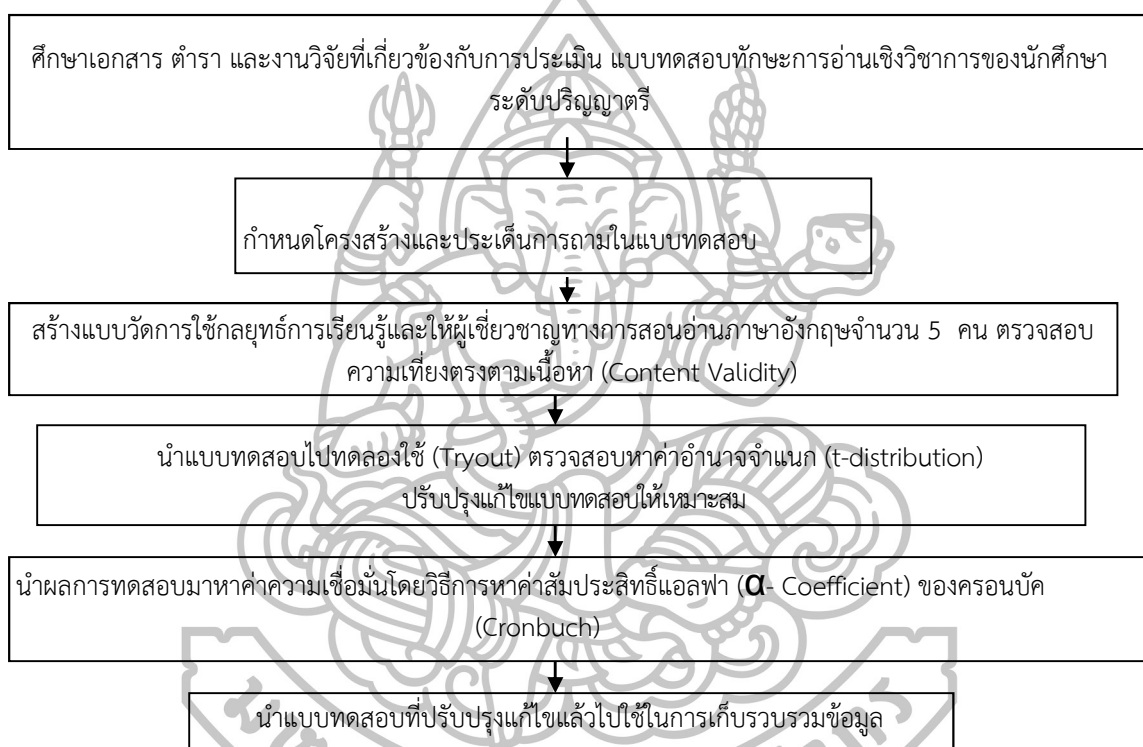 ศึกษาเอกสาร ตำรา และงานวิจัยที่เกี่ยวข้องกับการประเมิน แบบทดสอบทักษะการอ่านเชิงวิชาการของนักศึกษา
ระดับปริญญาตรี
กำหนดโครงสร้างและประเด็นการถามในแบบทดสอบ
สร้างแบบวัดการใช้กลยุทธ์การเรียนรู้และให้ผู้เชี่ยวชาญทางการสอนอ่านภาษาอังกฤษจำนวน 5 คน ตรวจสอบ
ความเที่ยงตรงตามเนื้อหา (Content Validity)
นำแบบทดสอบไปทดลองใช้ (Tryout) ตรวจสอบหาค่าอำนาจจำแนก (t-distribution)
ปรับปรุงแก้ไขแบบทดสอบให้เหมาะสม
นำผลการทดสอบมาหาค่าความเชื่อมั่นโดยวิธีการหาค่าสัมประสิทธิ์แอลฟา (α- Coefficient) ของครอนบัค
(Cronbuch)
นำแบบทดสอบที่ปรับปรุงแก้ไขแล้วไปใช้ในการเก็บรวบรวมข้อมูล